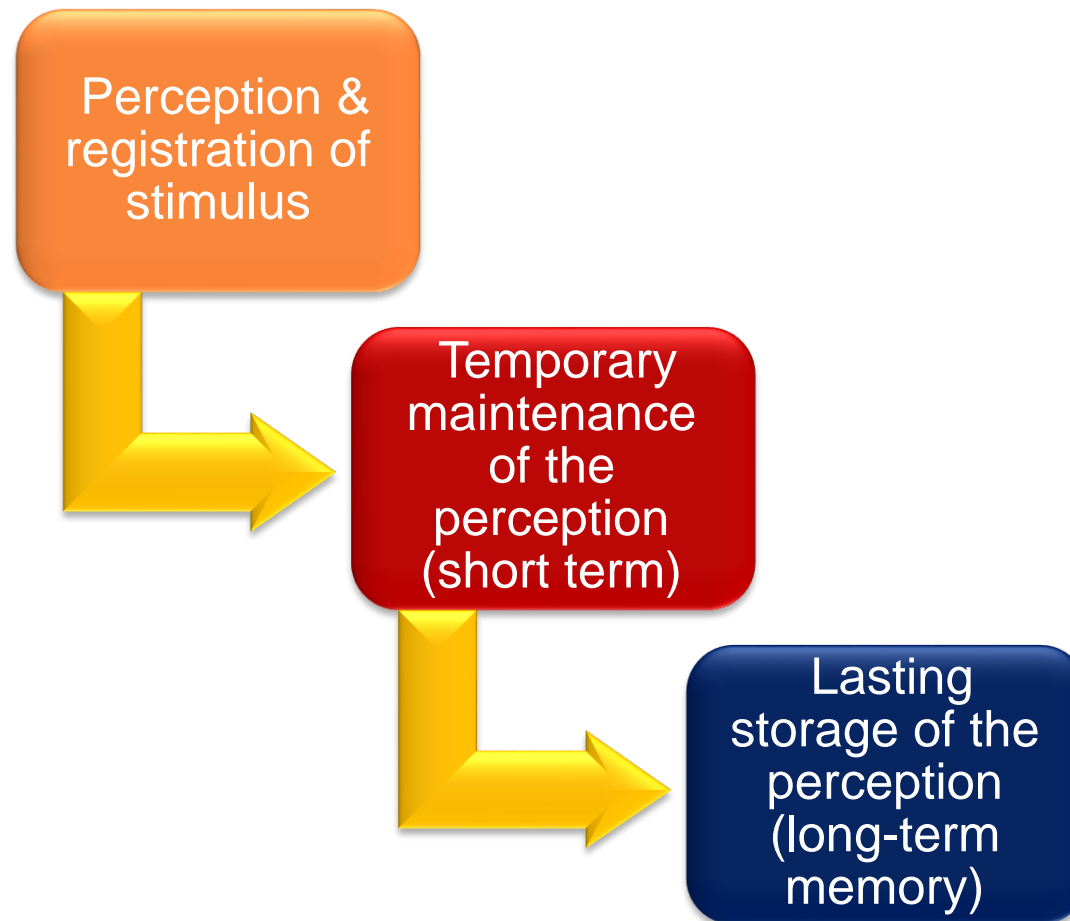 Perception &
registration of
stimulus
Temporary
maintenance
of the
perception
(short term)
Lasting
storage of the
perception
(long-term
memory)